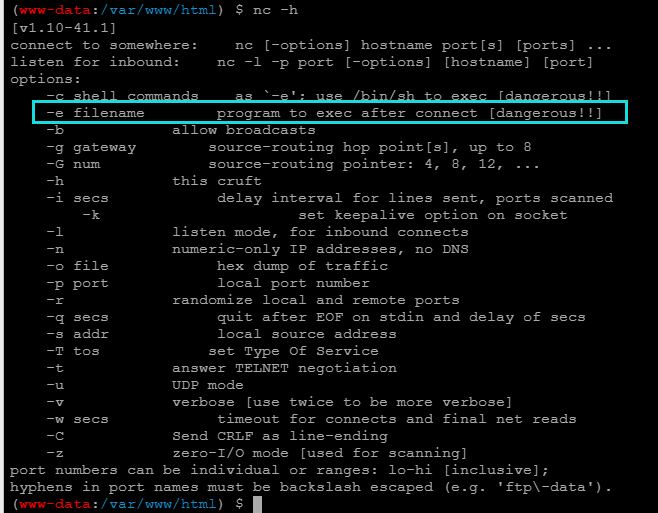 (www-data:/var/www/html) $ nc -h
[v1.10-41.1]
connect to somewhere:    nc [-options] hostname port[s] [ports] ...
listen for inbound:    nc -l -p port [-options] [hostname] [port]
options:
    -c shell commands    as `-e'; use /bin/sh to exec [dangerous!!]
    -e filename        program to exec after connect [dangerous!!]
    -b            allow broadcasts
    -g gateway        source-routing hop point[s], up to 8
    -G num            source-routing pointer: 4, 8, 12, ...
    -h            this cruft
    -i secs            delay interval for lines sent, ports scanned
        -k                      set keepalive option on socket
    -l            listen mode, for inbound connects
    -n            numeric-only IP addresses, no DNS
    -o file            hex dump of traffic
    -p port            local port number
    -r            randomize local and remote ports
    -q secs            quit after EOF on stdin and delay of secs
    -s addr            local source address
    -T tos            set Type Of Service
    -t            answer TELNET negotiation
    -u            UDP mode
    -v            verbose [use twice to be more verbose]
    -w secs            timeout for connects and final net reads
    -C            Send CRLF as line-ending
    -z            zero-I/O mode [used for scanning]
port numbers can be individual or ranges: lo-hi [inclusive];
hyphens in port names must be backslash escaped (e.g. 'ftp\-data').
(www-data:/var/www/html) $